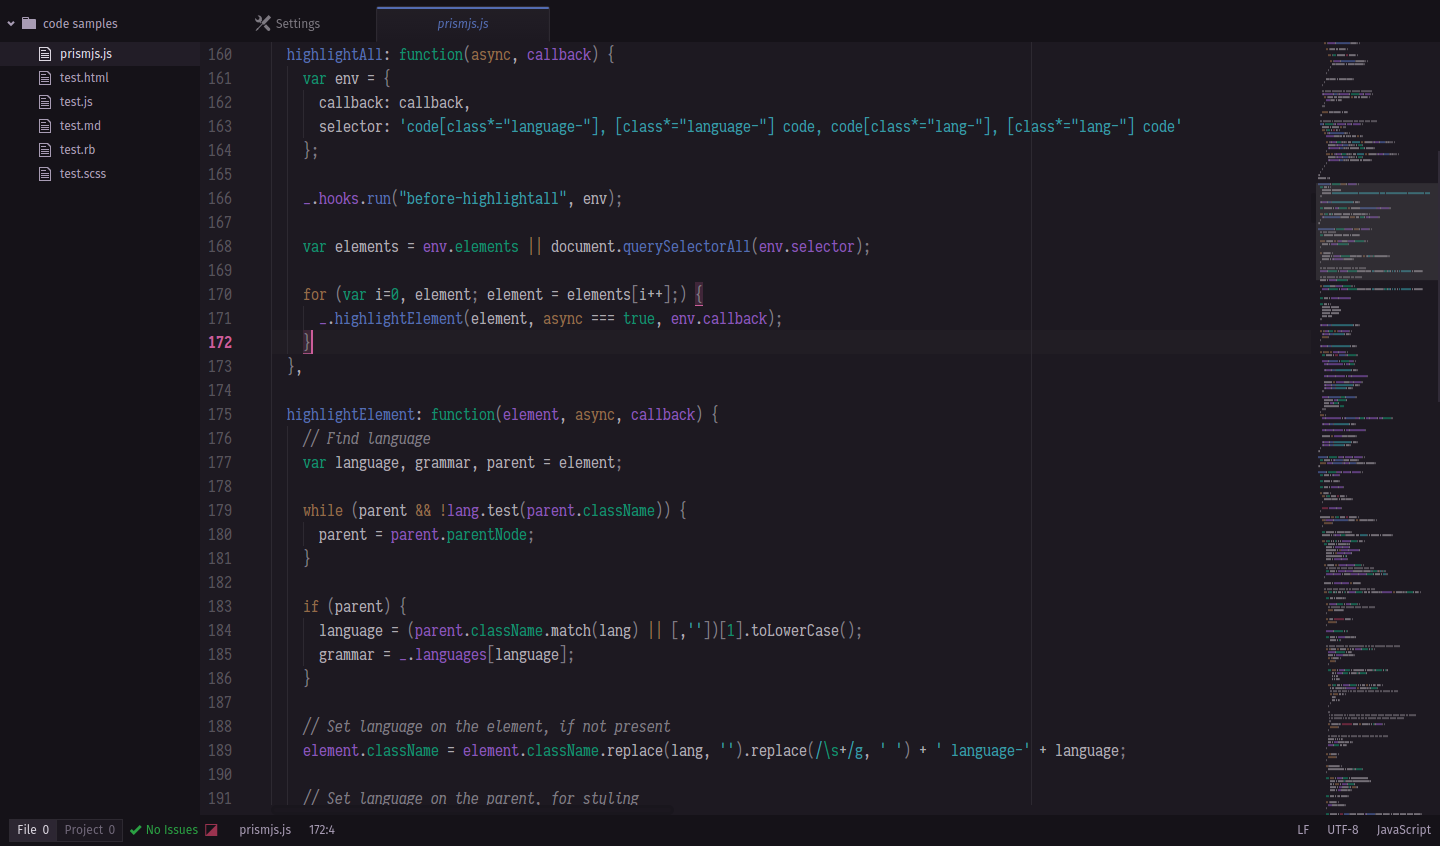 code samples
prismjs.js
test.html
test.js
test.md
test.rb
test.scss
Settings
prismjs.js
160 highlightAll: function(async, callback) {
161 var env = {
162 callback: callback,
163 selector: 'code[class*="language-"], [class*="language-"] code, code[class*="lang-"], [class*="lang-"] code'
164 };
165
166 _.hooks.run("before-highlightall", env);
167
168 var elements = env.elements || document.querySelectorAll(env.selector);
169
170 for (var i=0, element; element = elements[i++];) {
171 _.highlightElement(element, async === true, env.callback);
172 }
173 },
174
175 highlightElement: function(element, async, callback) {
176 // Find language
177 var language, grammar, parent = element;
178
179 while (parent && !lang.test(parent.className)) {
180 parent = parent.parentNode;
181 }
182
183 if (parent) {
184 language = (parent.className.match(lang) || [,''])[1].toLowerCase();
185 grammar = _.languages[language];
186 }
187
188 // Set language on the element, if not present
189 element.className = element.className.replace(lang, '').replace(/\s+/g, ' ') + ' language-' + language;
190
191 // Set language on the parent, for styling
File 0 Project 0 No Issues prismjs.js 172:4 LF UTF-8 JavaScript